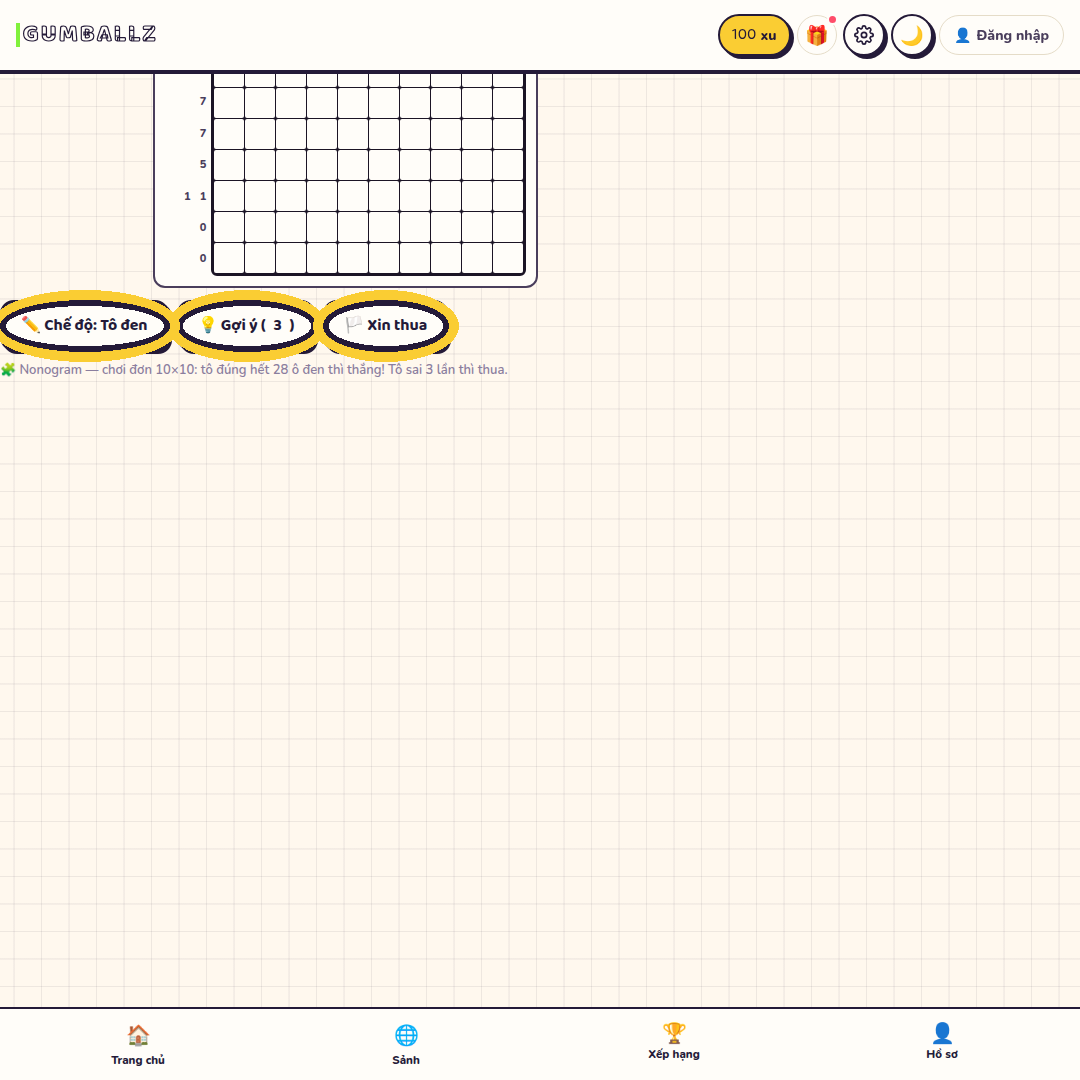 GUMBALLZ
100 xu
Đăng nhập
7
7
5
1 1
0
0
Chế độ: Tô đen
Gợi ý ( 3 )
Xin thua
Nonogram — chơi đơn 10×10: tô đúng hết 28 ô đen thì thắng! Tô sai 3 lần thì thua.
Trang chủ
Sảnh
Xếp hạng
Hồ sơ